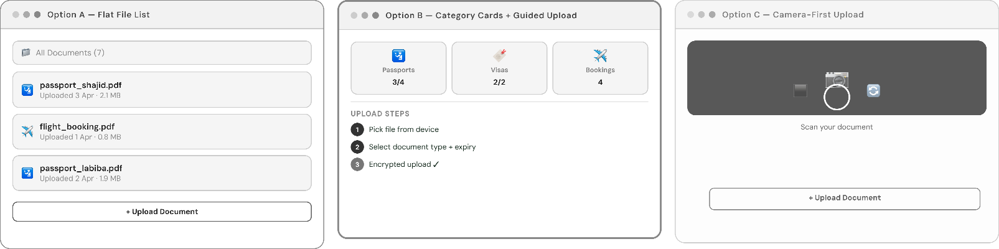 Option A — Flat File List
All Documents (7)
passport_shajid.pdf
Uploaded 3 Apr · 2.1 MB
flight_booking.pdf
Uploaded 1 Apr · 0.8 MB
passport_labiba.pdf
Uploaded 2 Apr · 1.9 MB
+ Upload Document
Option B — Category Cards + Guided Upload
Passports
3/4
Visas
2/2
Bookings
4
UPLOAD STEPS
1 Pick file from device
2 Select document type + expiry
3 Encrypted upload ✓
Option C — Camera-First Upload
Scan your document
+ Upload Document